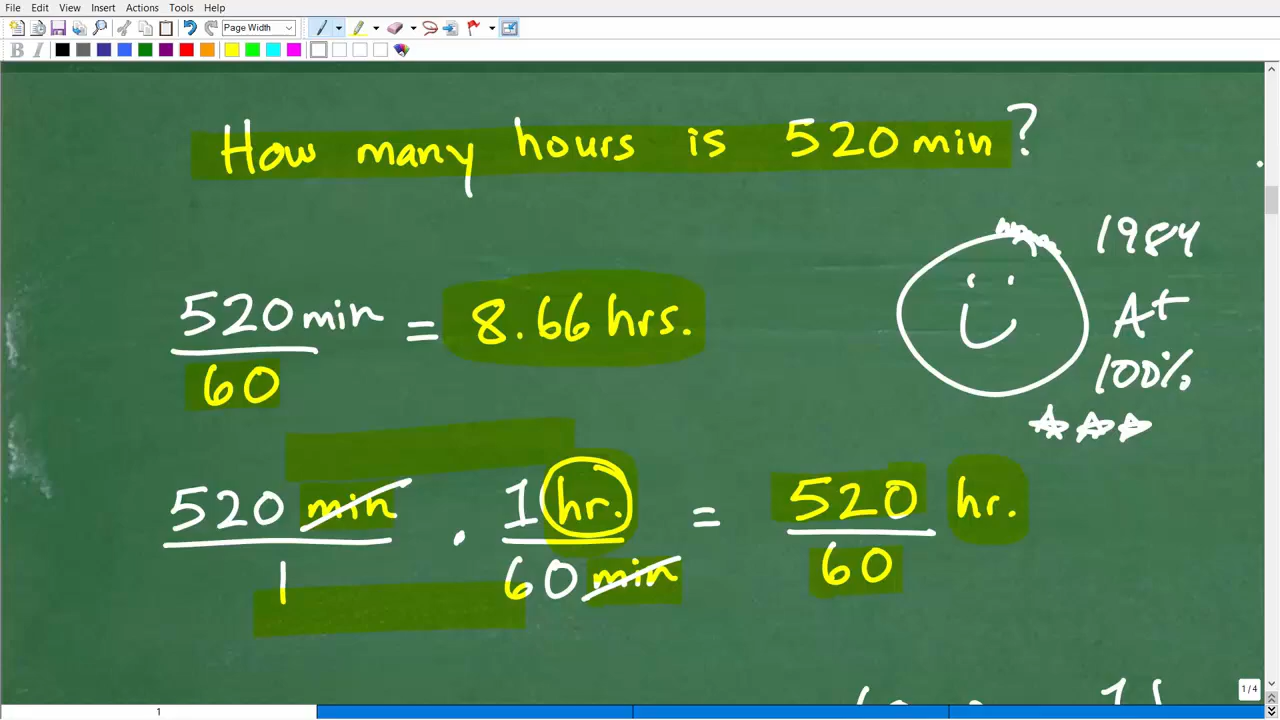 File Edit View Insert Actions Tools Help
Page Width
B I
How many hours is 520 min?
1984
A+
100%
520 min
60
= 8.66 hrs.
520 min
1
· 1 hr.
60 min
= 520 hr.
60
1/4
1